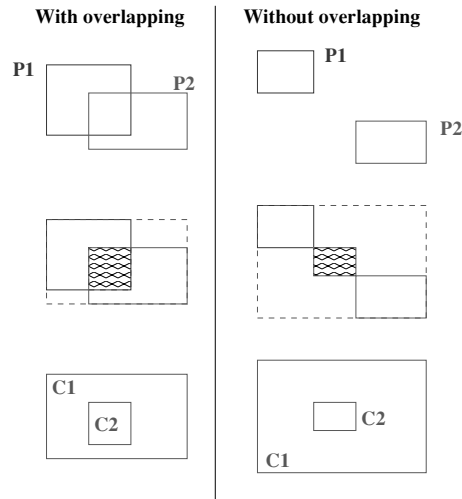 With overlapping
Without overlapping
P1
P2
P1
P2
C1
C2
C2
C1